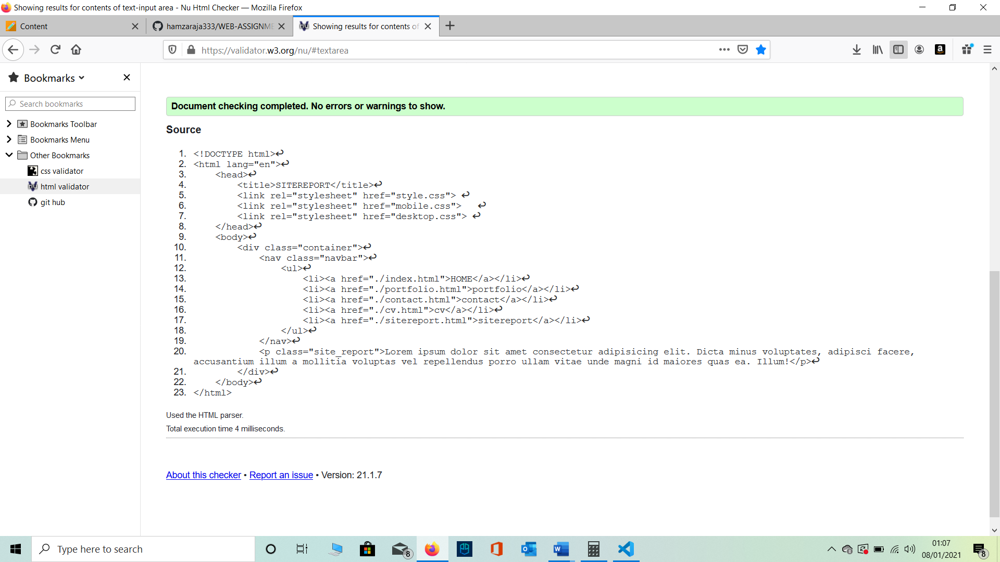 Showing results for contents of text-input area - Nu Html Checker — Mozilla Firefox
Content
hamzaraja333/WEB-ASSIGNME
Showing results for contents of
https://validator.w3.org/nu/#textarea
Bookmarks
Search bookmarks
Bookmarks Toolbar
Bookmarks Menu
Other Bookmarks
css validator
html validator
git hub
Document checking completed. No errors or warnings to show.
Source
1. <!DOCTYPE html>↩
2. <html lang="en">↩
3. <head>↩
4. <title>SITEREPORT</title>↩
5. <link rel="stylesheet" href="style.css"> ↩
6. <link rel="stylesheet" href="mobile.css"> ↩
7. <link rel="stylesheet" href="desktop.css"> ↩
8. </head>↩
9. <body>↩
10. <div class="container">↩
11. <nav class="navbar">↩
12. <ul>↩
13. <li><a href="./index.html">HOME</a></li>↩
14. <li><a href="./portfolio.html">portfolio</a></li>↩
15. <li><a href="./contact.html">contact</a></li>↩
16. <li><a href="./cv.html">cv</a></li>↩
17. <li><a href="./sitereport.html">sitereport</a></li>↩
18. </ul>↩
19. </nav>↩
20. <p class="site_report">Lorem ipsum dolor sit amet consectetur adipisicing elit. Dicta minus voluptates, adipisci facere,
accusantium illum a mollitia voluptas vel repellendus porro ullam vitae unde magni id maiores quas ea. Illum!</p>↩
21. </div>↩
22. </body>↩
23. </html>
Used the HTML parser.
Total execution time 4 milliseconds.
About this checker • Report an issue • Version: 21.1.7
Type here to search
8
01:07
08/01/2021
8